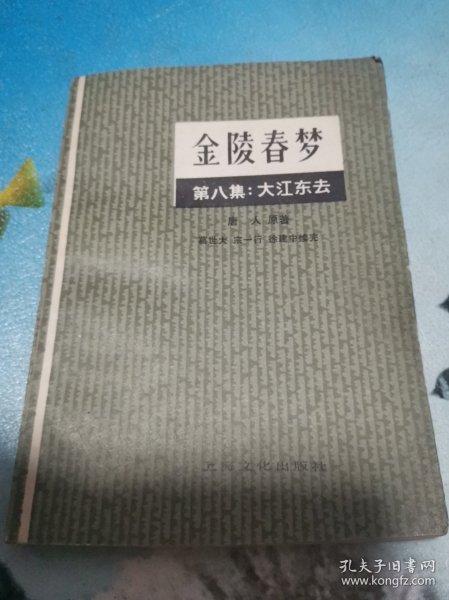 金陵春梦
第八集：大江东去
唐 人 原著
葛世大 宗一行 徐建中续完
上海文化出版社
孔夫子旧书网
www.kongfz.com